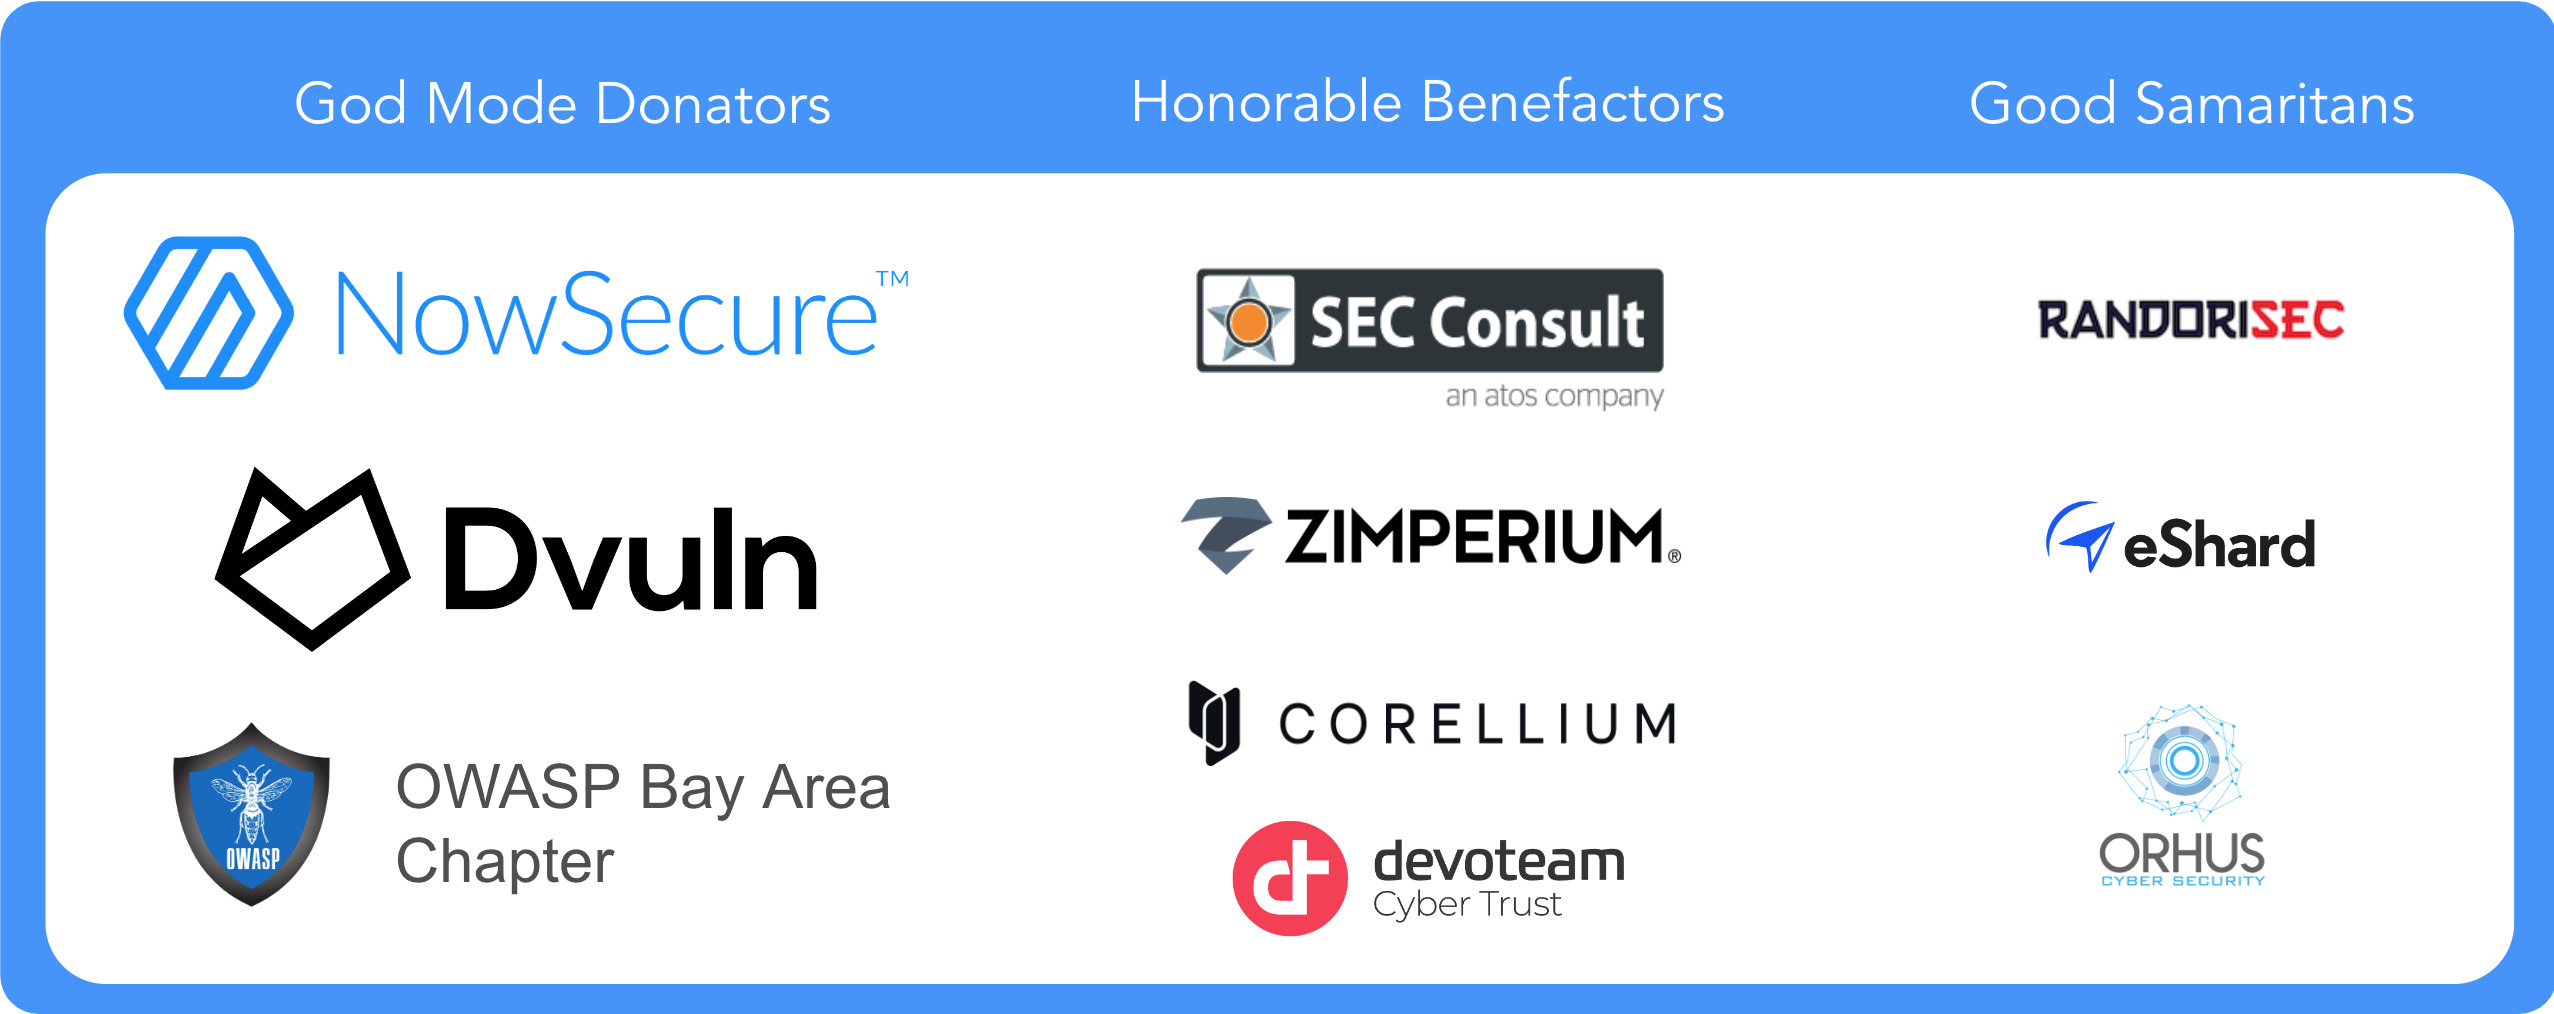 God Mode Donators
Honorable Benefactors
Good Samaritans
NowSecure™
Dvuln
OWASP
OWASP Bay Area
Chapter
SEC Consult
an atos company
ZIMPERIUM®
CORELLIUM
devoteam
Cyber Trust
RANDORISEC
eShard
ORHUS
CYBER SECURITY